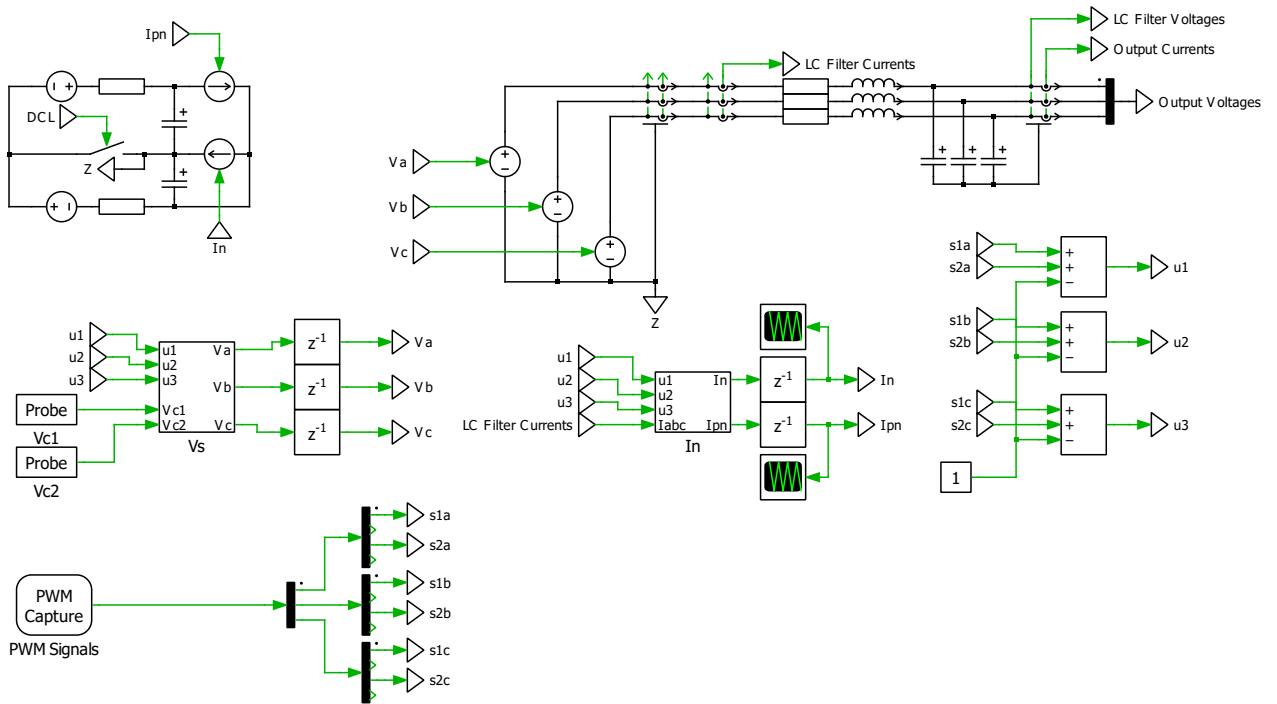 Ipn
LC Filter Voltages
Output Currents
LC Filter Currents
Output Voltages
DCL
Z
In
Va
Vb
Vc
Z
s1a
s2a
u1
s1b
s2b
u2
s1c
s2c
u3
1
u1
u2
u3
u1
u2
u3
Vc1
Vc2
Va
Vb
Vc
Vs
Probe
Vc1
Probe
Vc2
z-1
z-1
z-1
Va
Vb
Vc
u1
u2
u3
LC Filter Currents
u1
u2
u3
Iabc
In
Ipn
In
z-1
z-1
In
Ipn
PWM
Capture
PWM Signals
s1a
s2a
s1b
s2b
s1c
s2c